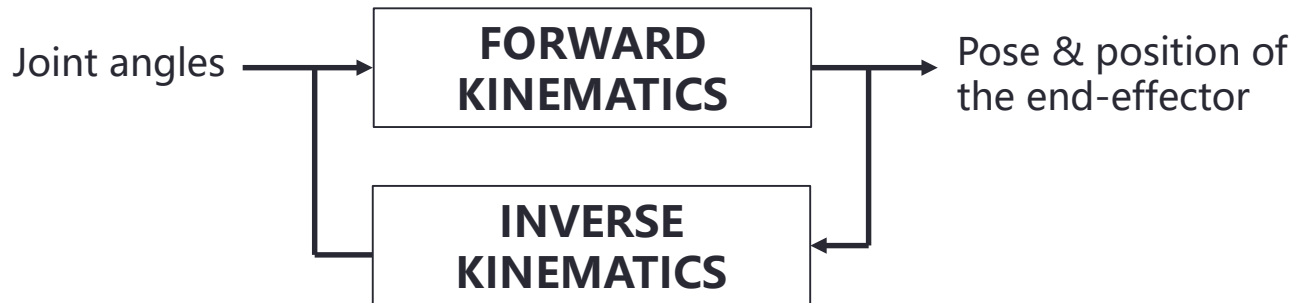 Joint angles
FORWARD
KINEMATICS
Pose & position of
the end-effector
INVERSE
KINEMATICS